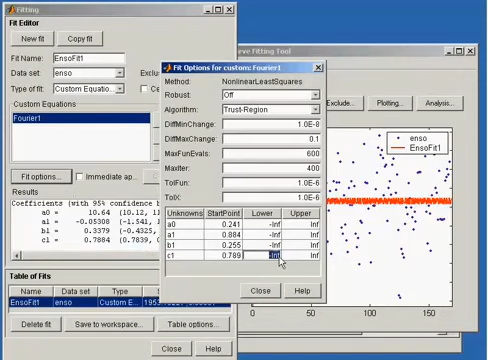 Fitting
Fit Editor
New fit
Copy fit
Fit Name:
EnsoFit1
Data set:
enso
Exclu
Type of fit:
Custom Equatio...
Ce
Custom Equations
Fourier1
Fit options...
Immediate ap...
Results
Coefficients (with 95% confidence b
a0 = 10.64 (10.12, 11
a1 = -0.05308 (-1.541,
b1 = 0.3379 (-0.4325,
c1 = 0.7884 (0.7839,
Table of Fits
Name
Data set
Type
EnsoFit1
enso
Custom E...
Delete fit
Save to workspace...
Table options...
Close
Help
Fit Options for custom: Fourier1
Method:
NonlinearLeastSquares
Robust:
Off
Algorithm:
Trust-Region
DiffMinChange:
1.0E-8
DiffMaxChange:
0.1
MaxFunEvals:
600
MaxIter:
400
TolFun:
1.0E-6
TolX:
1.0E-6
Unknowns
StartPoint
Lower
Upper
a0
0.241
-Inf
Inf
a1
0.884
-Inf
Inf
b1
0.255
-Inf
Inf
c1
0.789
-Inf
Inf
Close
Help
rve Fitting Tool
Exclude...
Plotting...
Analysis...
enso
EnsoFit1
50
100
150